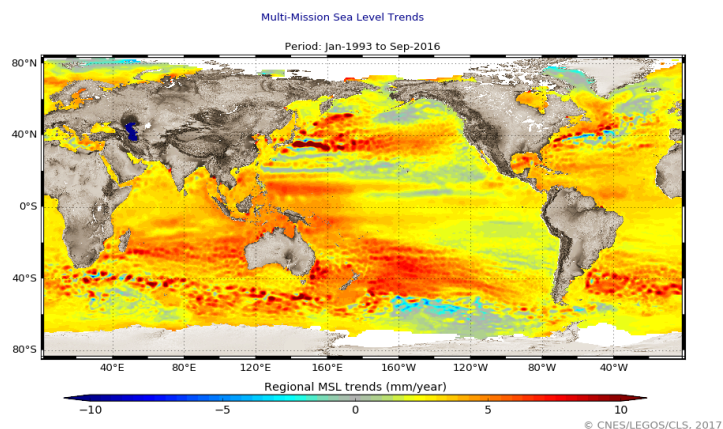 Multi-Mission Sea Level Trends
Period: Jan-1993 to Sep-2016
80°N
40°N
0°S
40°S
80°S
40°E 80°E 120°E 160°E 160°W 120°W 80°W 40°W
Regional MSL trends (mm/year)
−10 −5 0 5 10
© CNES/LEGOS/CLS, 2017